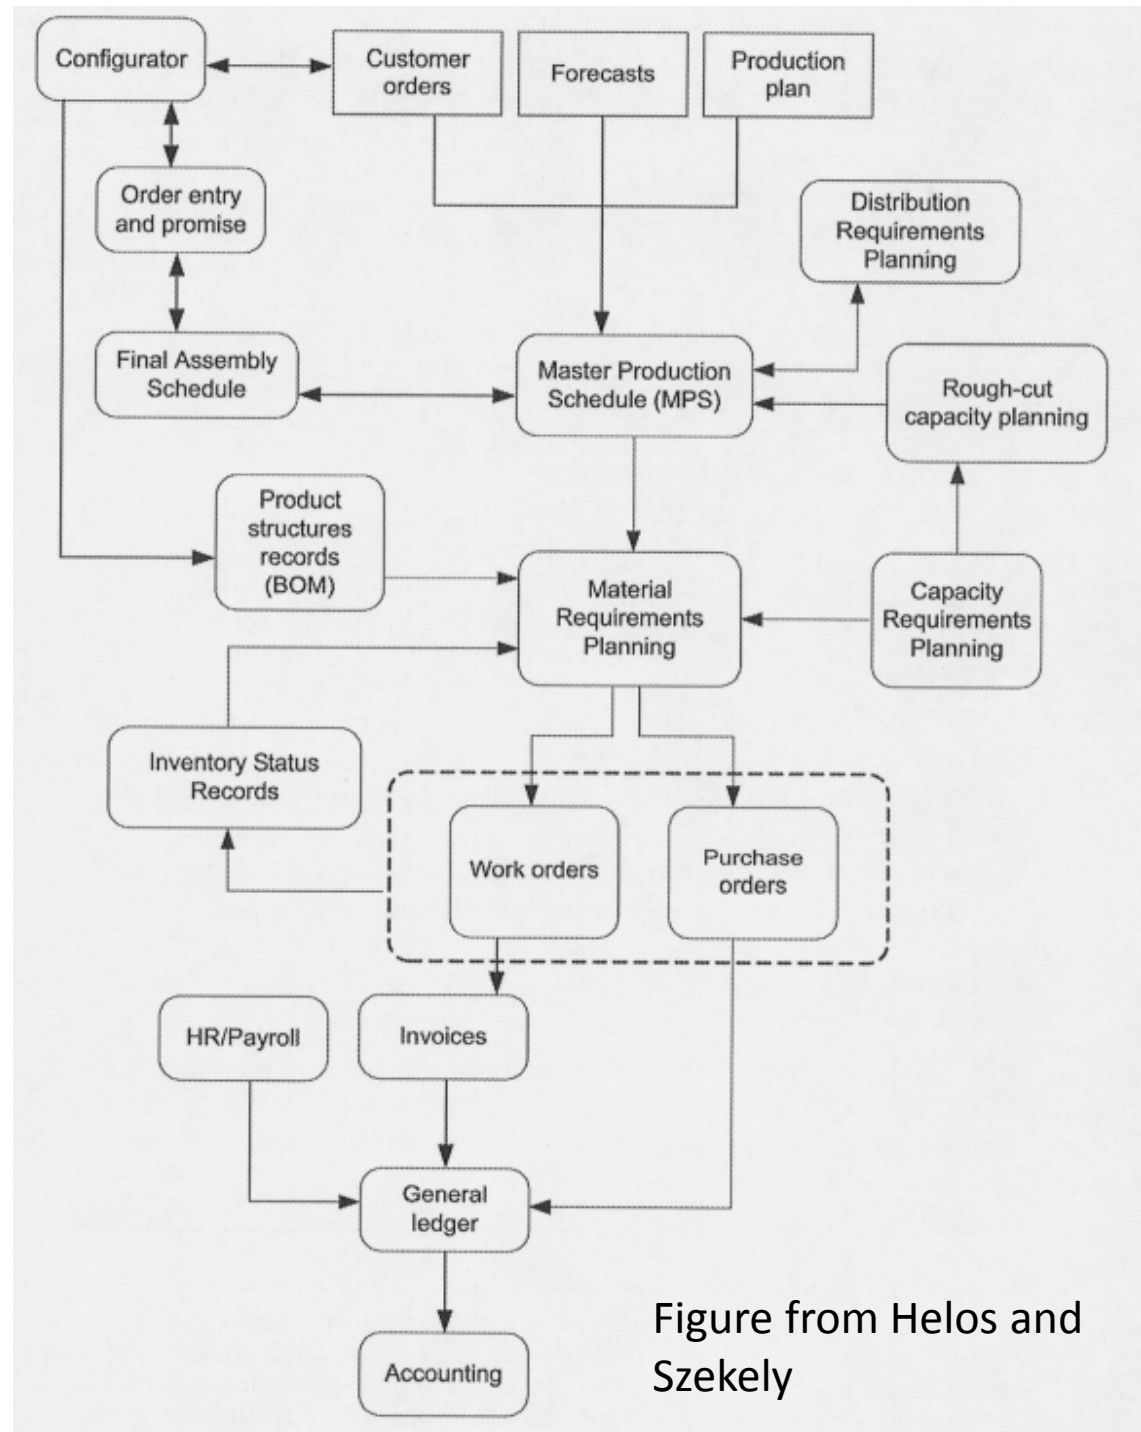 Configurator
Customer
orders
Forecasts
Production
plan
Order entry
and promise
Distribution
Requirements
Planning
Final Assembly
Schedule
Master Production
Schedule (MPS)
Rough-cut
capacity planning
Product
structures
records
(BOM)
Material
Requirements
Planning
Capacity
Requirements
Planning
Inventory Status
Records
Work orders
Purchase
orders
HR/Payroll
Invoices
General
ledger
Accounting
Figure from Helos and
Szekely